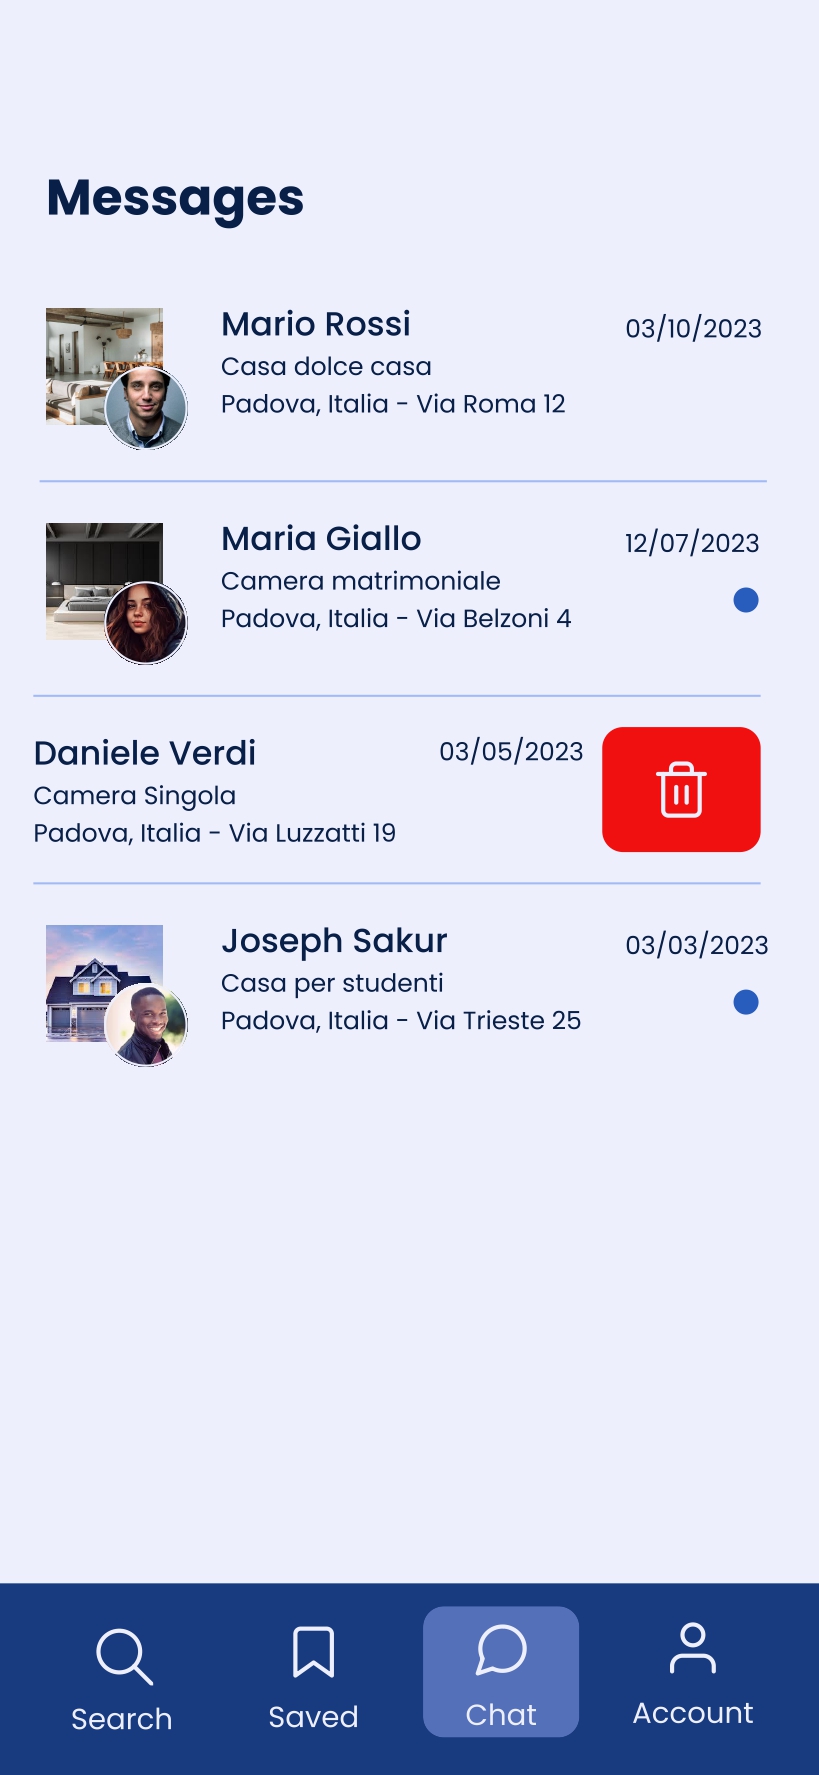 Messages
Mario Rossi
03/10/2023
Casa dolce casa
Padova, Italia - Via Roma 12
Maria Giallo
12/07/2023
Camera matrimoniale
Padova, Italia - Via Belzoni 4
Daniele Verdi
03/05/2023
Camera Singola
Padova, Italia - Via Luzzatti 19
Joseph Sakur
03/03/2023
Casa per studenti
Padova, Italia - Via Trieste 25
Search
Saved
Chat
Account